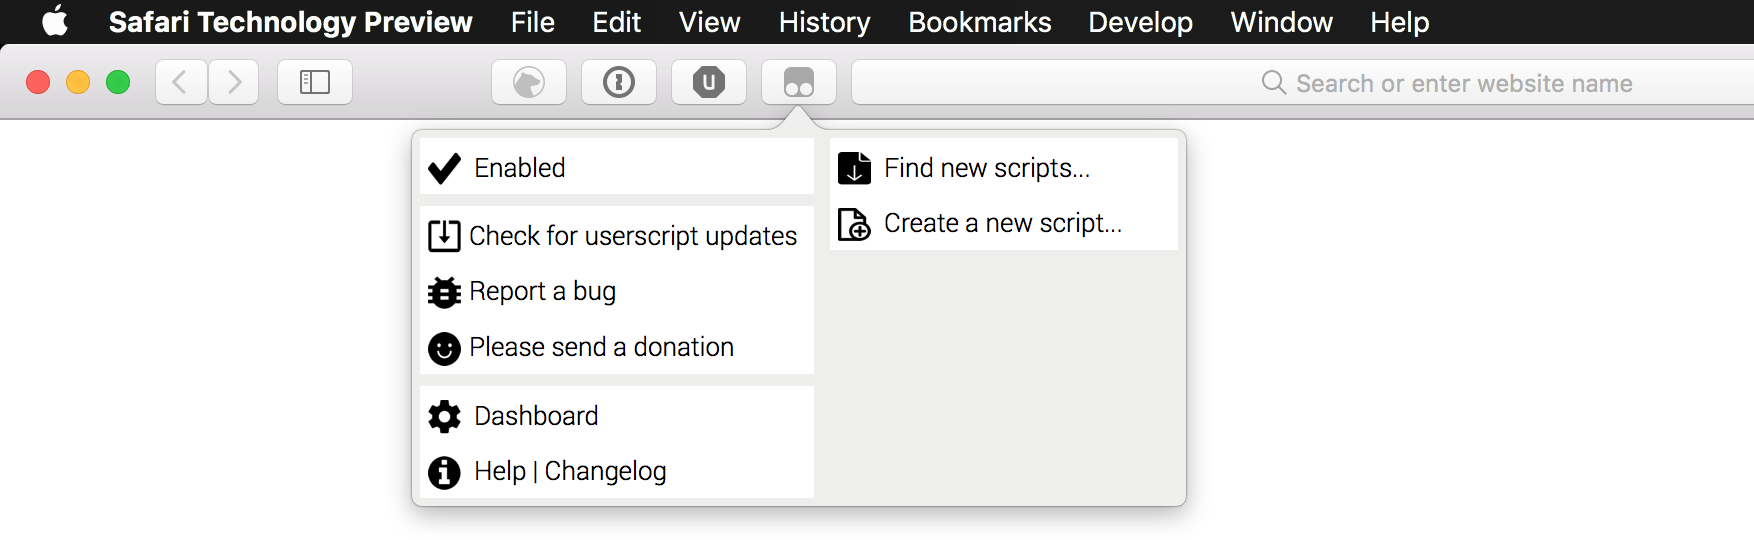 Safari Technology Preview File Edit View History Bookmarks Develop Window Help
U Search or enter website name
Enabled
Check for userscript updates
Report a bug
Please send a donation
Dashboard
Help | Changelog
Find new scripts...
Create a new script...